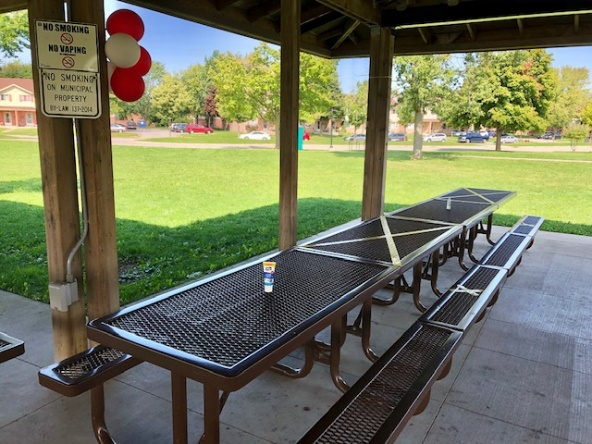 NO SMOKING
NO VAPING
NO SMOKING
ON MUNICIPAL
PROPERTY
BY-LAW 137-2014